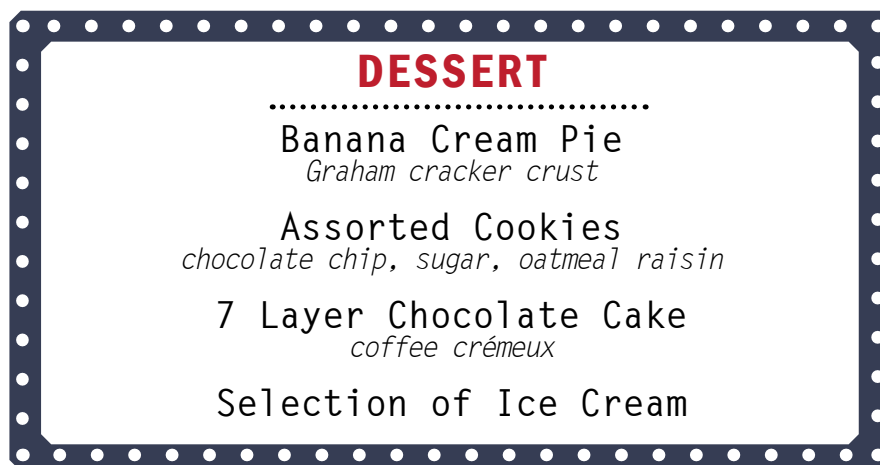 DESSERT
Banana Cream Pie
Graham cracker crust
Assorted Cookies
chocolate chip, sugar, oatmeal raisin
7 Layer Chocolate Cake
coffee crémeux
Selection of Ice Cream